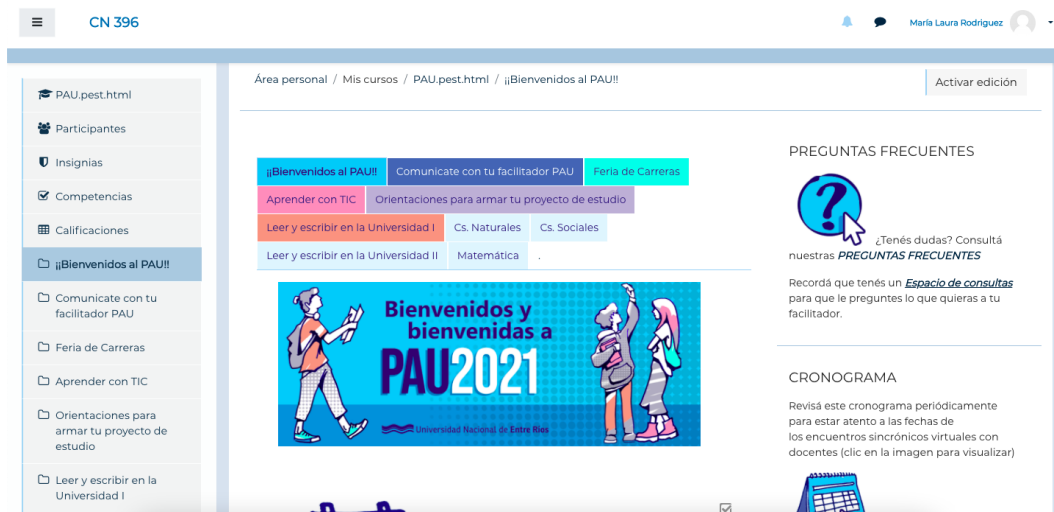 CN 396
María Laura Rodriguez
PAU.pest.html
Participantes
Insignias
Competencias
Calificaciones
¡¡Bienvenidos al PAU!!
Comunicate con tu
facilitador PAU
Feria de Carreras
Aprender con TIC
Orientaciones para
armar tu proyecto de
estudio
Leer y escribir en la
Universidad I
Área personal / Mis cursos / PAU.pest.html / ¡¡Bienvenidos al PAU!!
Activar edición
¡¡Bienvenidos al PAU!! Comunicate con tu facilitador PAU Feria de Carreras
Aprender con TIC Orientaciones para armar tu proyecto de estudio
Leer y escribir en la Universidad I Cs. Naturales Cs. Sociales
Leer y escribir en la Universidad II Matemática .
Bienvenidos y
bienvenidas a
PAU2021
Universidad Nacional de Entre Ríos
PREGUNTAS FRECUENTES
?
¿Tenés dudas? Consultá
nuestras PREGUNTAS FRECUENTES
Recordá que tenés un Espacio de consultas
para que le preguntes lo que quieras a tu
facilitador.
CRONOGRAMA
Revisá este cronograma periódicamente
para estar atento a las fechas de
los encuentros sincrónicos virtuales con
docentes (clic en la imagen para visualizar)